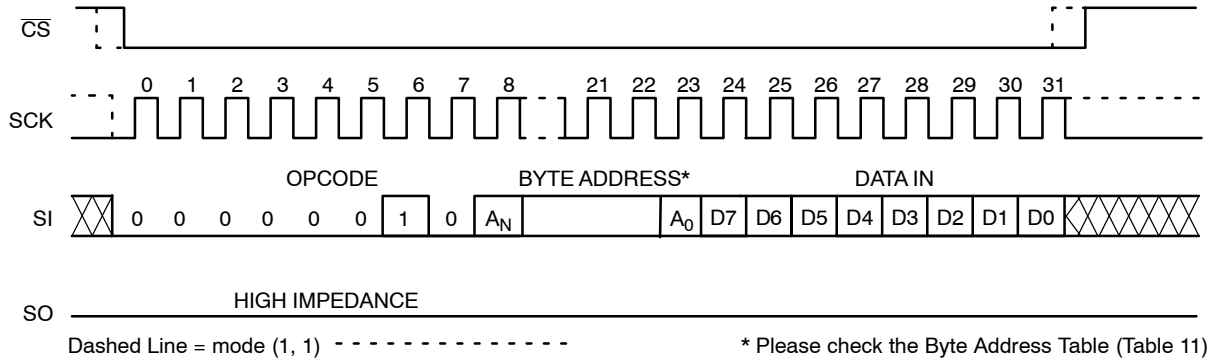 CS
0 1 2 3 4 5 6 7 8 21 22 23 24 25 26 27 28 29 30 31
SCK
OPCODE BYTE ADDRESS* DATA IN
SI 0 0 0 0 0 0 1 0 AN A0 D7 D6 D5 D4 D3 D2 D1 D0
HIGH IMPEDANCE
SO
Dashed Line = mode (1, 1) * Please check the Byte Address Table (Table 11)